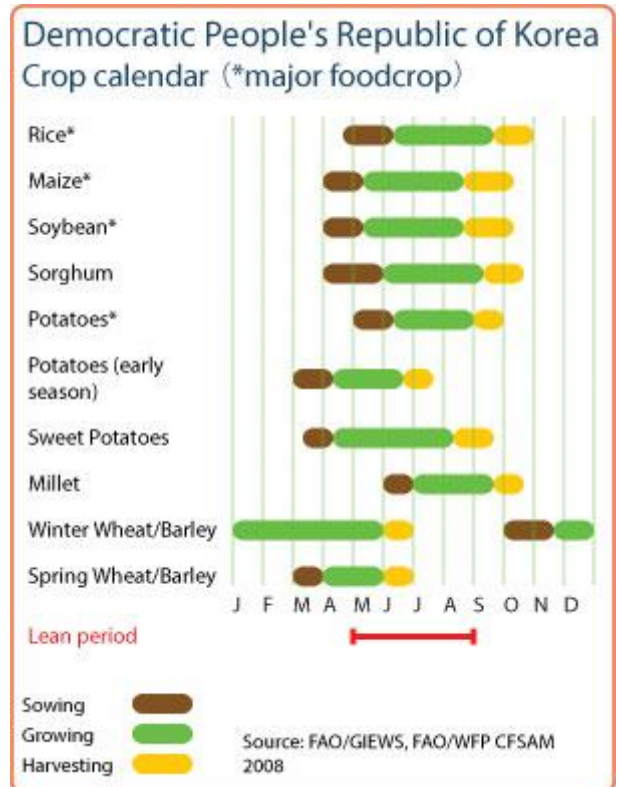 Democratic People's Republic of Korea
Crop calendar (*major foodcrop)
Rice*
Maize*
Soybean*
Sorghum
Potatoes*
Potatoes (early
season)
Sweet Potatoes
Millet
Winter Wheat/Barley
Spring Wheat/Barley
J F M A M J J A S O N D
Lean period
Sowing
Growing
Harvesting
Source: FAO/GIEWS, FAO/WFP CFSAM
2008